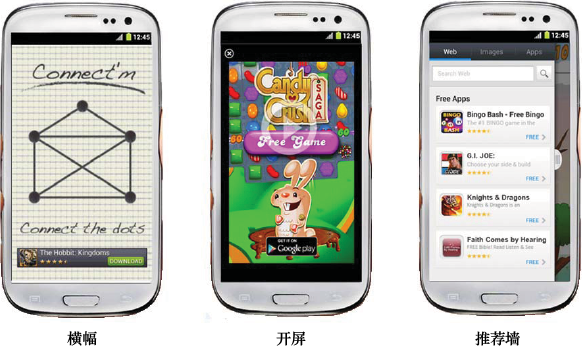 12:45
Connect'm
Connect the dots
The Hobbit: Kingdoms
DOWNLOAD
横幅
12:45
Candy
Crush
SAGA
Free Game
GET IT ON
Google play
开屏
12:45
Web Images Apps
Search Web
Free Apps
Bingo Bash - Free Bingo
The #1 BINGO game in the
FREE >
G.I. JOE:
Choose your side & build
FREE >
Knights & Dragons
Knights & Dragons is an
FREE >
Faith Comes by Hearing
FREE Bible! Read Listen & See
FREE >
推荐墙